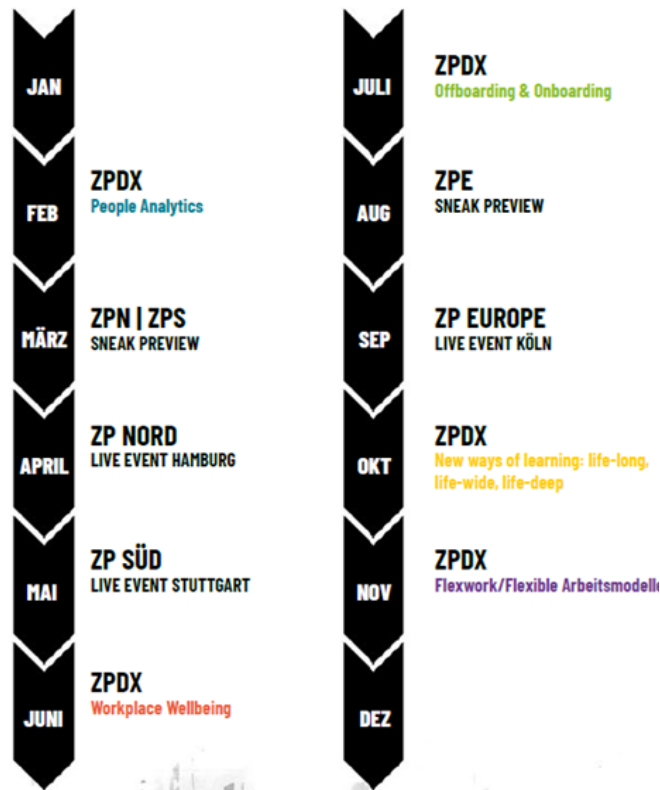 JAN
FEB
ZPDX
People Analytics
MÄRZ
ZPN | ZPS
SNEAK PREVIEW
APRIL
ZP NORD
LIVE EVENT HAMBURG
MAI
ZP SÜD
LIVE EVENT STUTTGART
JUNI
ZPDX
Workplace Wellbeing
JULI
ZPDX
Offboarding & Onboarding
AUG
ZPE
SNEAK PREVIEW
SEP
ZP EUROPE
LIVE EVENT KÖLN
OKT
ZPDX
New ways of learning: life-long,
life-wide, life-deep
NOV
ZPDX
Flexwork/Flexible Arbeitsmodelle
DEZ